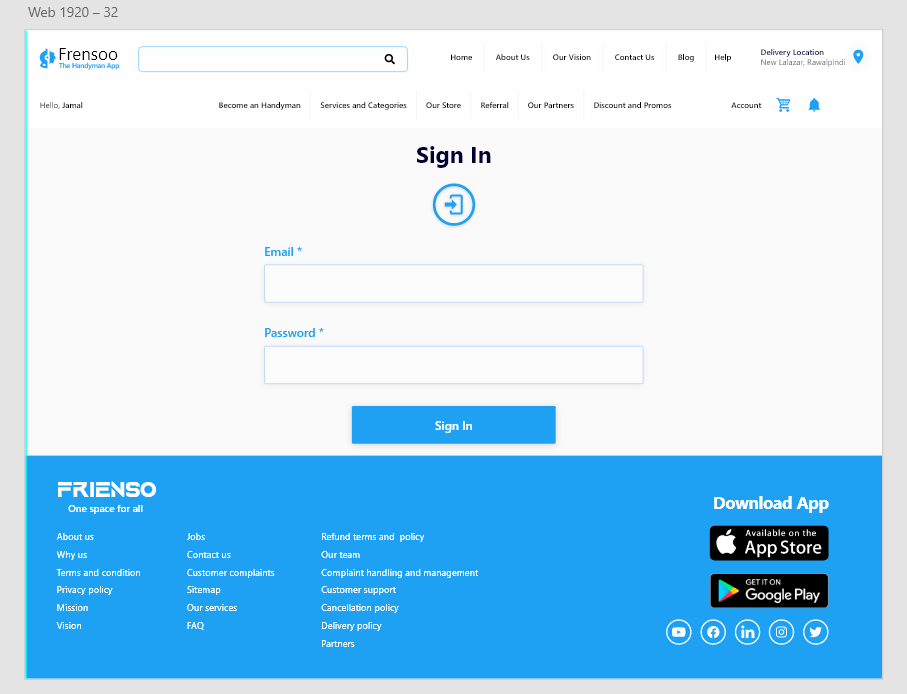 Web 1920 – 32
Frensoo
The Handyman App
Home About Us Our Vision Contact Us Blog Help
Delivery Location
New Lalazar, Rawalpindi
Hello, Jamal
Become an Handyman Services and Categories Our Store Referral Our Partners Discount and Promos
Account
Sign In
Email *
Password *
Sign In
FRIENSO
One space for all
About us
Why us
Terms and condition
Privacy policy
Mission
Vision
Jobs
Contact us
Customer complaints
Sitemap
Our services
FAQ
Refund terms and policy
Our team
Complaint handling and management
Customer support
Cancellation policy
Delivery policy
Partners
Download App
Available on the
App Store
GET IT ON
Google Play
in